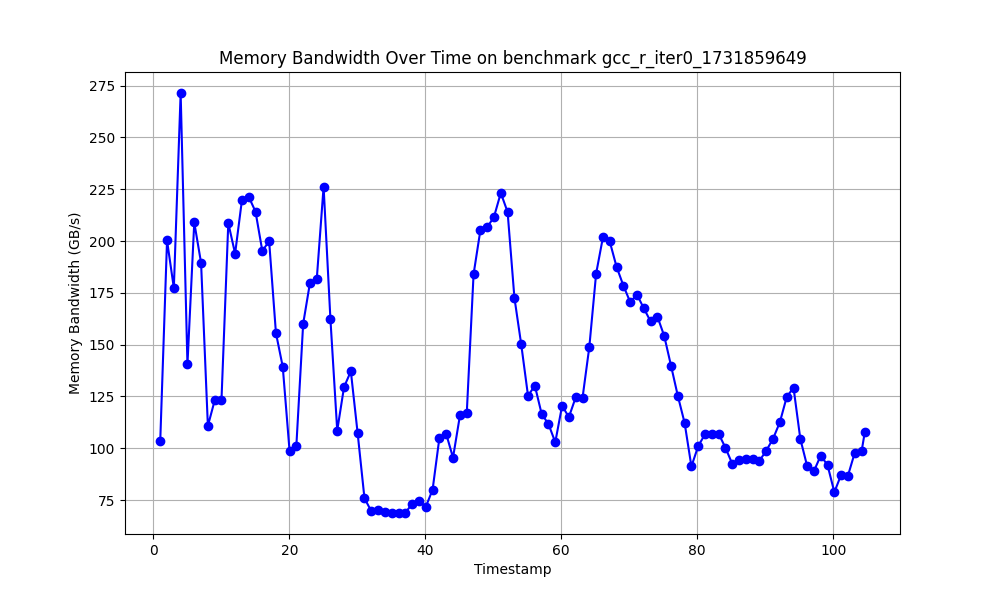 Memory Bandwidth Over Time on benchmark gcc_r_iter0_1731859649
Memory Bandwidth (GB/s)
275
250
225
200
175
150
125
100
75
0 20 40 60 80 100
Timestamp